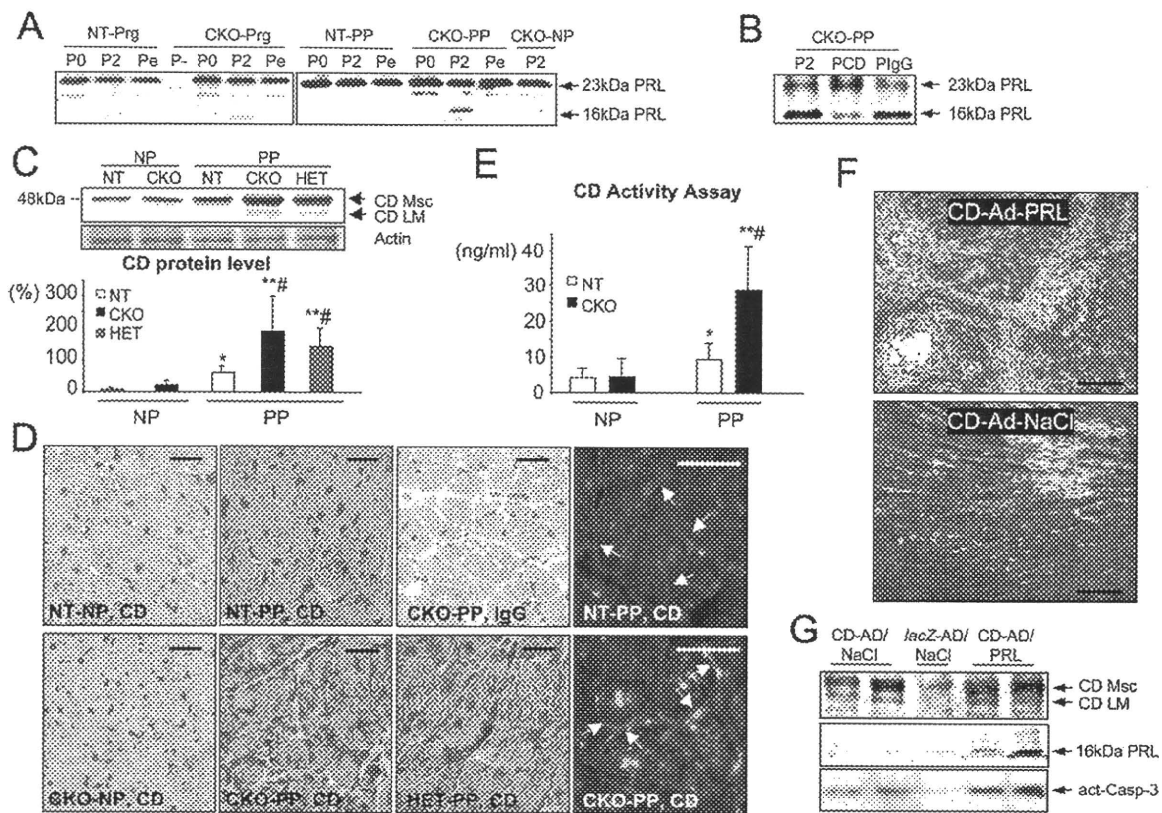 A
NT-Prg CKO-Prg NT-PP CKO-PP CKO-NP
P0 P2 Pe P- P0 P2 Pe P0 P2 Pe P0 P2 Pe P2
23kDa PRL
16kDa PRL
B
CKO-PP
P2 PCD PIgG
23kDa PRL
16kDa PRL
C
NP PP
NT CKO NT CKO HET
48kDa
CD Msc
CD LM
Actin
CD protein level
(%)
300
200
100
0
NT
CKO
HET
*
**#
**#
NP PP
E
CD Activity Assay
(ng/ml)
40
30
20
10
0
NT
CKO
*
**#
NP PP
F
CD-Ad-PRL
CD-Ad-NaCl
D
NT-NP, CD
NT-PP, CD
CKO-PP, IgG
NT-PP, CD
CKO-NP, CD
CKO-PP, CD
HET-PP, CD
CKO-PP, CD
G
CD-AD/ lacZ-AD/ CD-AD/
NaCl NaCl PRL
CD Msc
CD LM
16kDa PRL
act-Casp-3